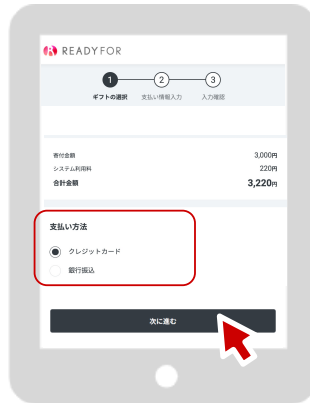 READYFOR
1 2 3
ギフトの選択 支払い情報入力 入力確認
寄付金額 3,000円
システム利用料 220円
合計金額 3,220円
支払い方法
クレジットカード
銀行振込
次に進む